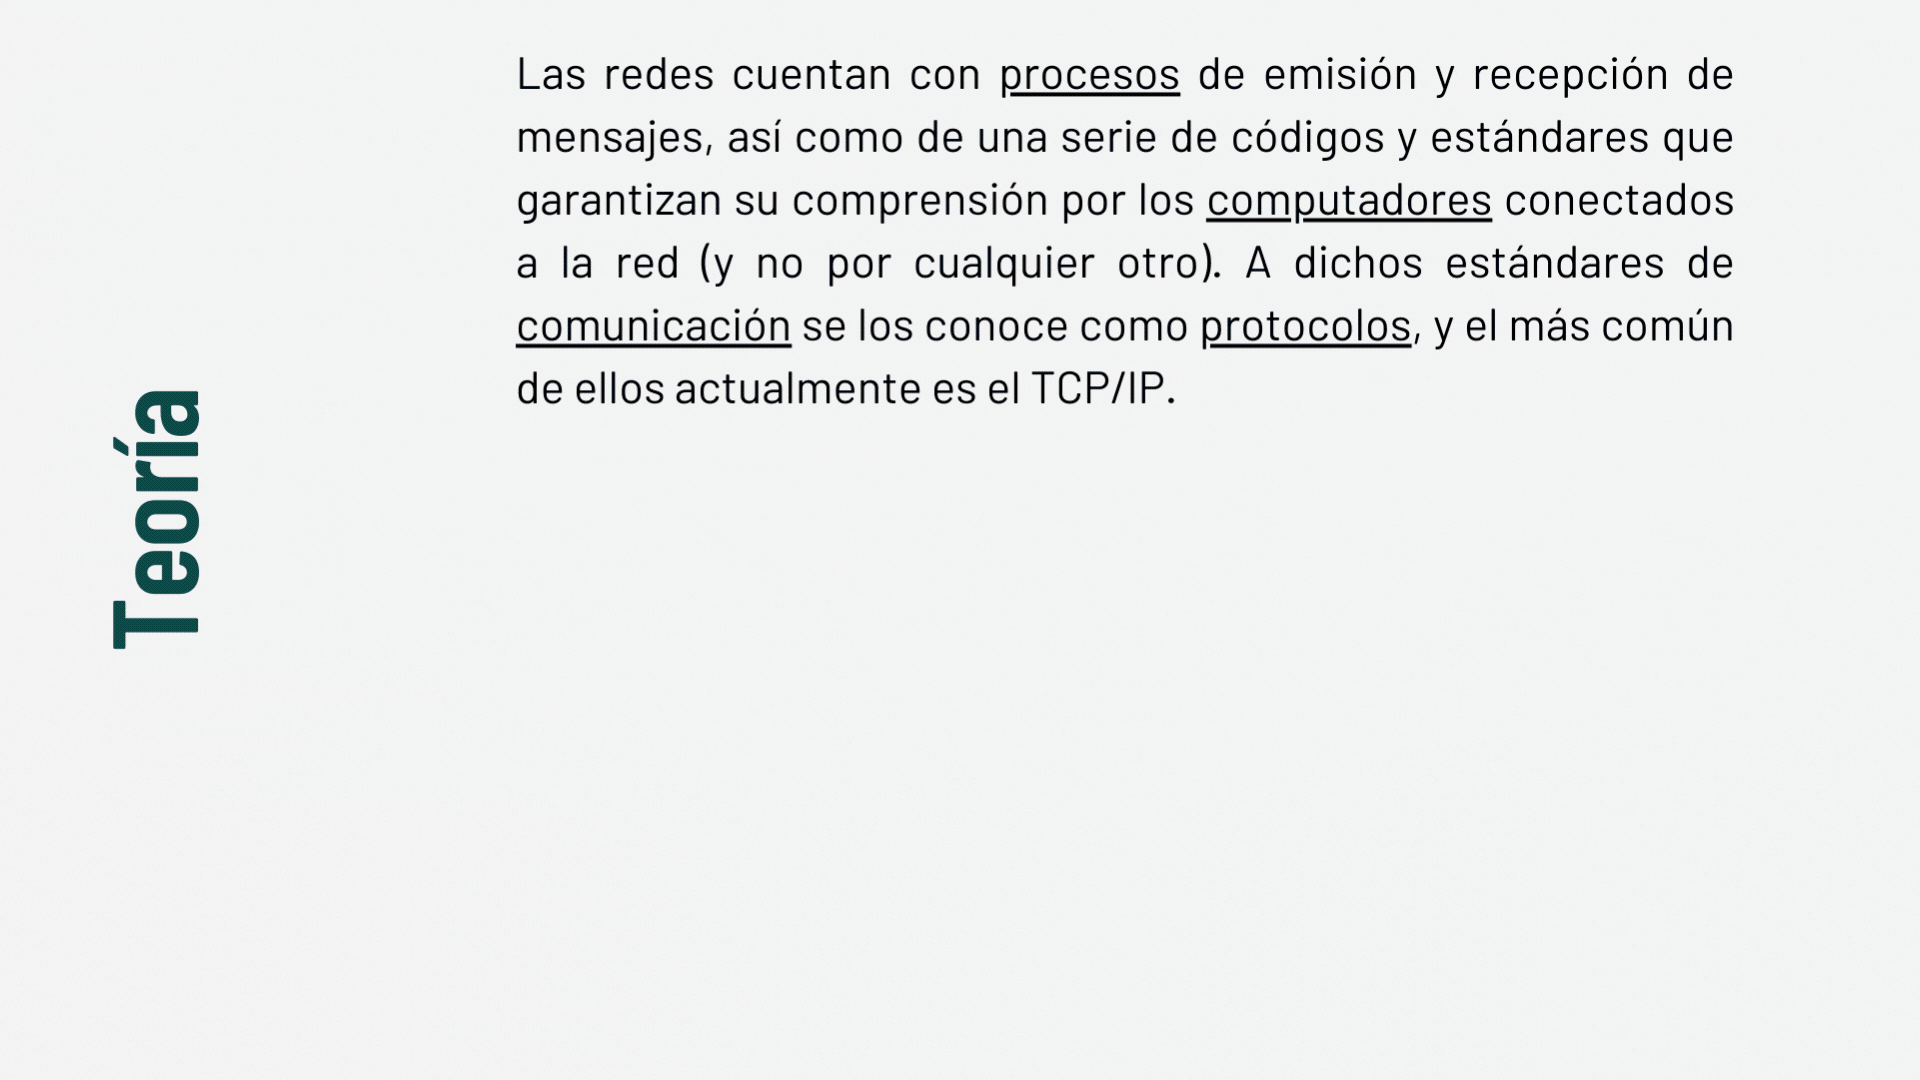 Las redes cuentan con procesos de emisión y recepción de
mensajes, así como de una serie de códigos y estándares que
garantizan su comprensión por los computadores conectados
a la red (y no por cualquier otro). A dichos estándares de
comunicación se los conoce como protocolos, y el más común
de ellos actualmente es el TCP/IP.
Teoría